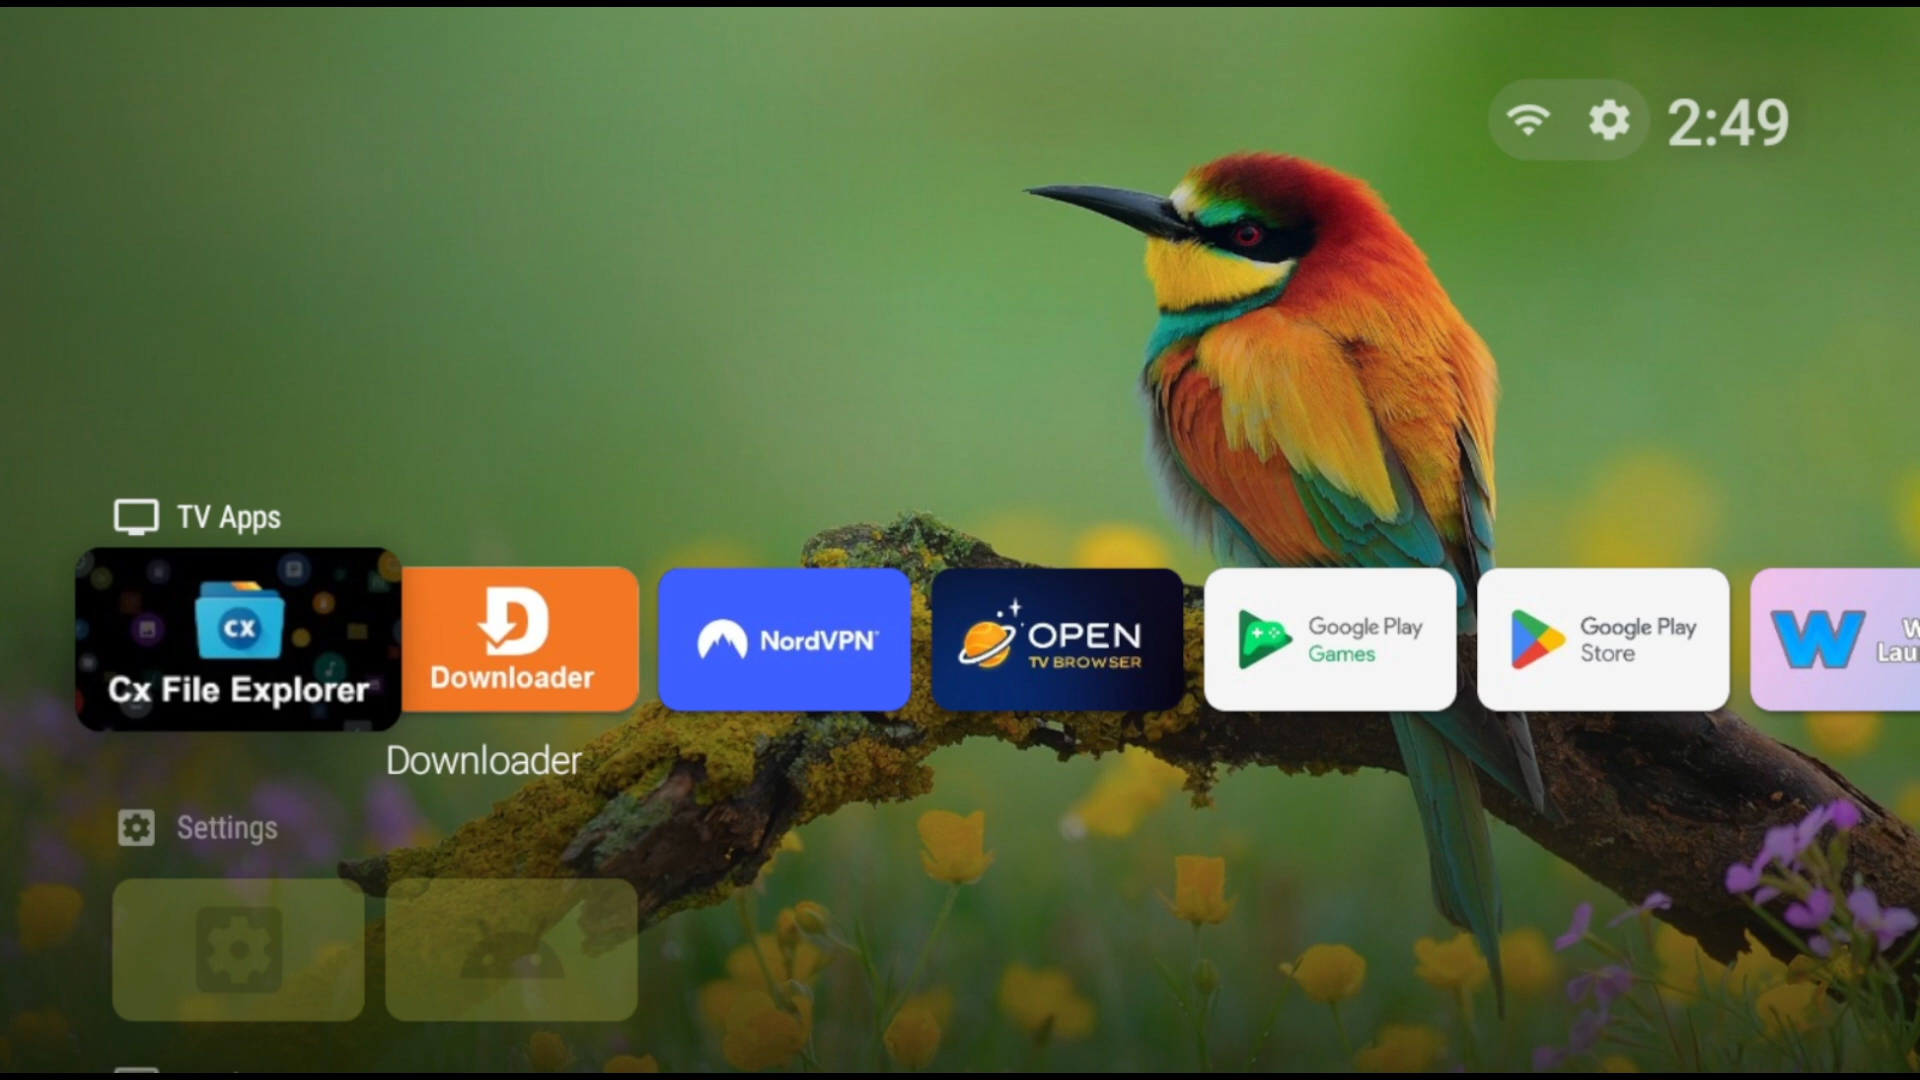 2:49
TV Apps
CX
Cx File Explorer
Downloader
NordVPN
OPEN
TV BROWSER
Google Play
Games
Google Play
Store
W
Downloader
Settings